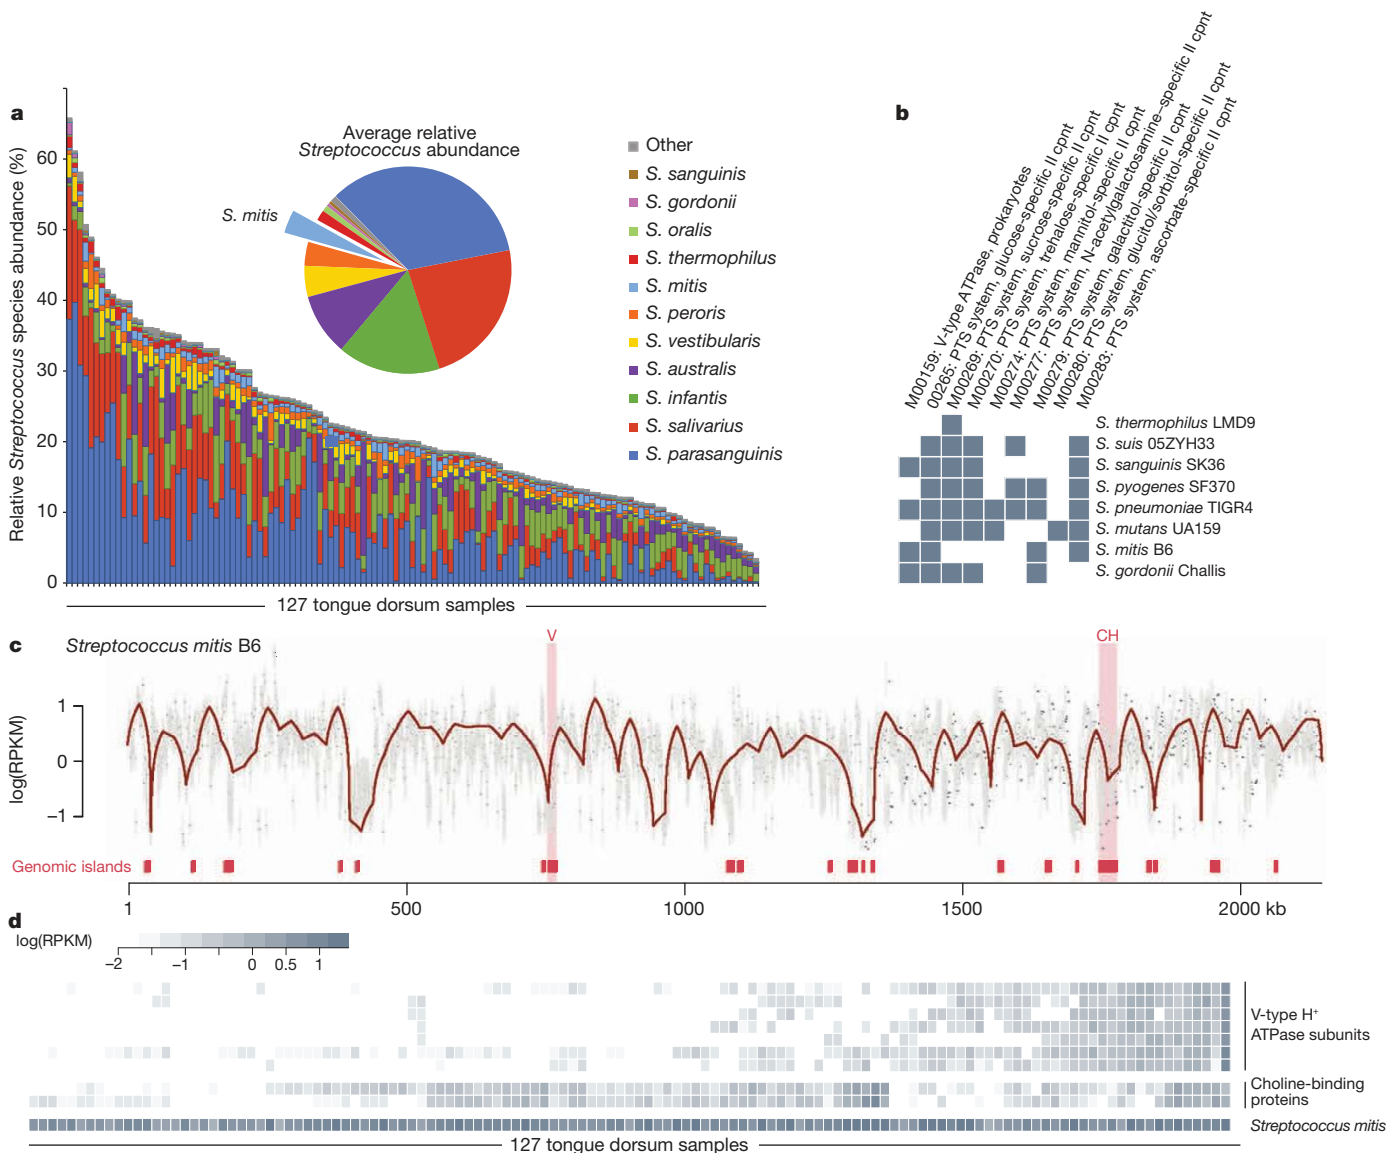 a
Relative Streptococcus species abundance (%)
60
50
40
30
20
10
0
Average relative
Streptococcus abundance
S. mitis
Other
S. sanguinis
S. gordonii
S. oralis
S. thermophilus
S. mitis
S. peroris
S. vestibularis
S. australis
S. infantis
S. salivarius
S. parasanguinis
127 tongue dorsum samples
b
M00159: V-type ATPase, prokaryotes
00265: PTS system, glucose-specific II cpnt
M00269: PTS system, sucrose-specific II cpnt
M00270: PTS system, trehalose-specific II cpnt
M00274: PTS system, mannitol-specific II cpnt
M00277: PTS system, N-acetylgalactosamine–specific II cpnt
M00279: PTS system, galactitol-specific II cpnt
M00280: PTS system, glucitol/sorbitol-specific II cpnt
M00283: PTS system, ascorbate-specific II cpnt
S. thermophilus LMD9
S. suis 05ZYH33
S. sanguinis SK36
S. pyogenes SF370
S. pneumoniae TIGR4
S. mutans UA159
S. mitis B6
S. gordonii Challis
c
Streptococcus mitis B6
V
CH
log(RPKM)
1
0
−1
Genomic islands
1
500
1000
1500
2000 kb
d
log(RPKM)
−2
−1
0
0.5
1
V-type H+
ATPase subunits
Choline-binding
proteins
Streptococcus mitis
127 tongue dorsum samples